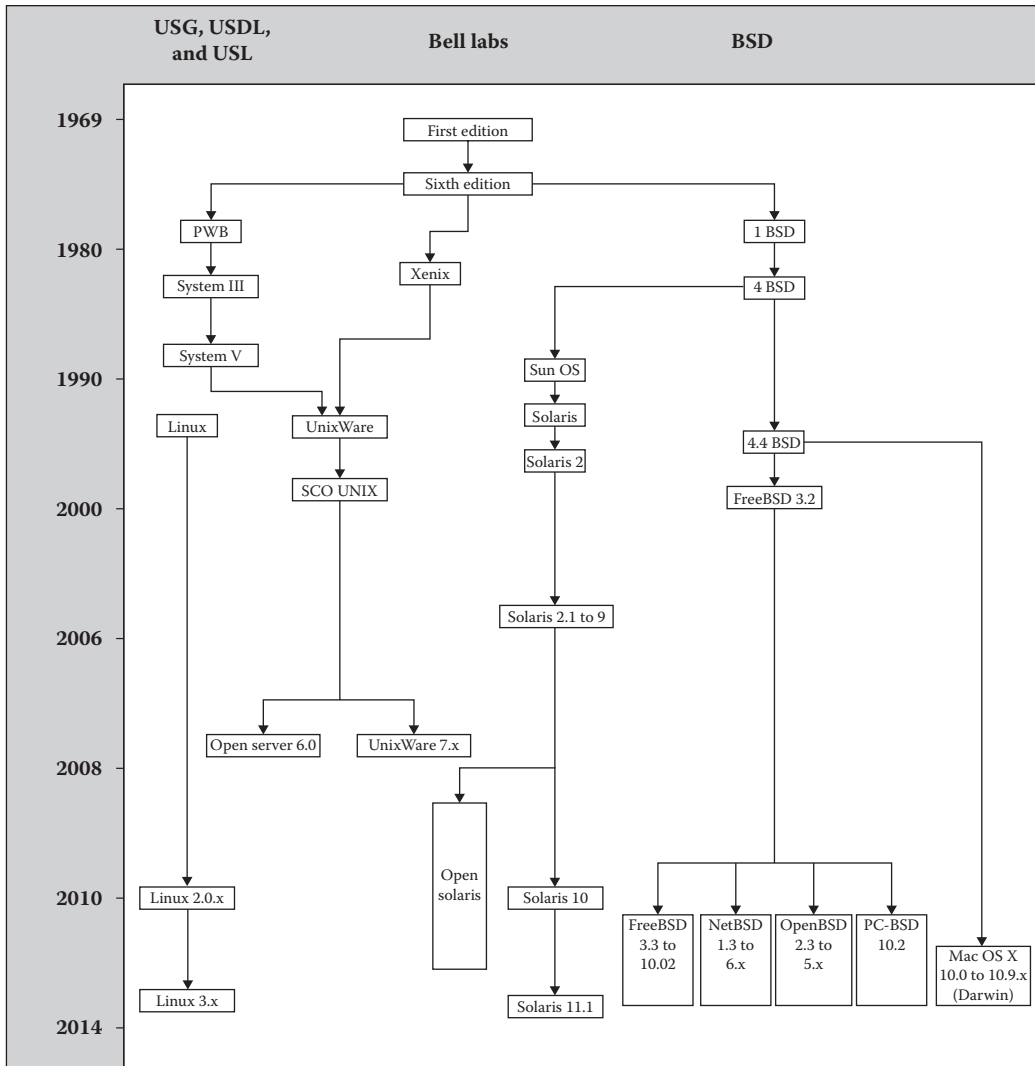 USG, USDL,
and USL
Bell labs
BSD
1969
First edition
Sixth edition
PWB
1 BSD
1980
Xenix
System III
4 BSD
System V
Sun OS
1990
Linux
UnixWare
Solaris
4.4 BSD
Solaris 2
SCO UNIX
FreeBSD 3.2
2000
Solaris 2.1 to 9
2006
Open server 6.0
UnixWare 7.x
2008
Open
solaris
2010
Linux 2.0.x
Solaris 10
FreeBSD
3.3 to
10.02
NetBSD
1.3 to
6.x
OpenBSD
2.3 to
5.x
PC-BSD
10.2
Mac OS X
10.0 to 10.9.x
(Darwin)
Linux 3.x
Solaris 11.1
2014